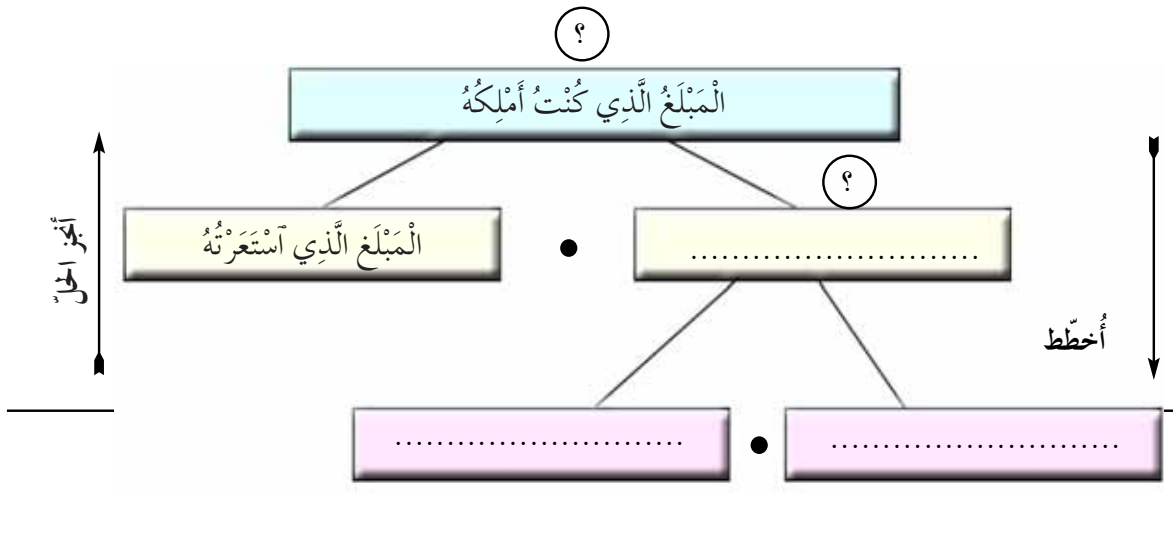 ؟
الْمَبْلَغُ الَّذِي كُنْتُ أَمْلِكُهُ
؟
............................
الْمَبْلَغ الَّذِي ٱسْتَعَرْتُهُ
أُخطّط
أنجز الحلّ
............................
............................